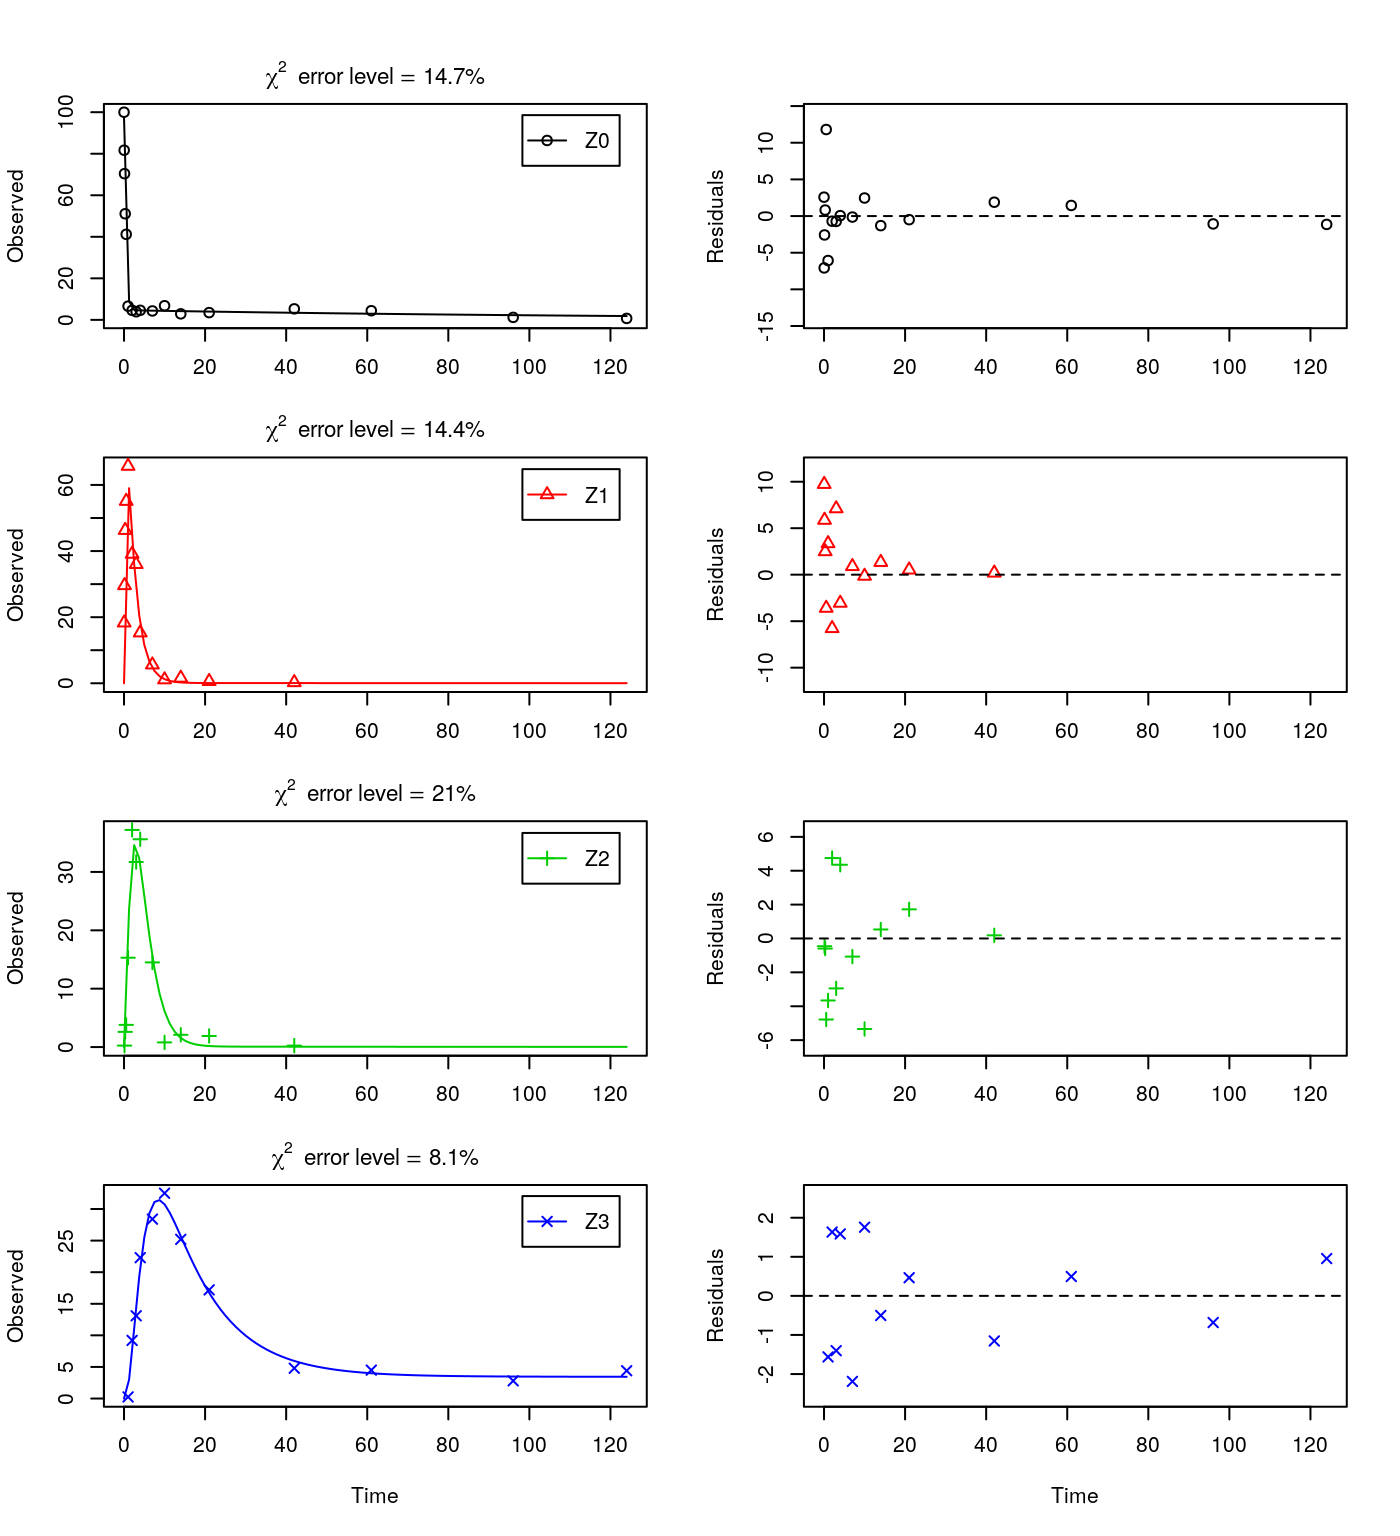 χ² error level = 14.7%
Observed
0 20 60 100
Z0
0 20 40 60 80 100 120
Residuals
-15 -5 0 5 10
0 20 40 60 80 100 120
χ² error level = 14.4%
Observed
0 20 40 60
Z1
0 20 40 60 80 100 120
Residuals
-10 -5 0 5 10
0 20 40 60 80 100 120
χ² error level = 21%
Observed
0 10 20 30
Z2
0 20 40 60 80 100 120
Residuals
-6 -2 0 2 4 6
0 20 40 60 80 100 120
χ² error level = 8.1%
Observed
0 5 15 25
Z3
0 20 40 60 80 100 120
Time
Residuals
-2 -1 0 1 2
0 20 40 60 80 100 120
Time